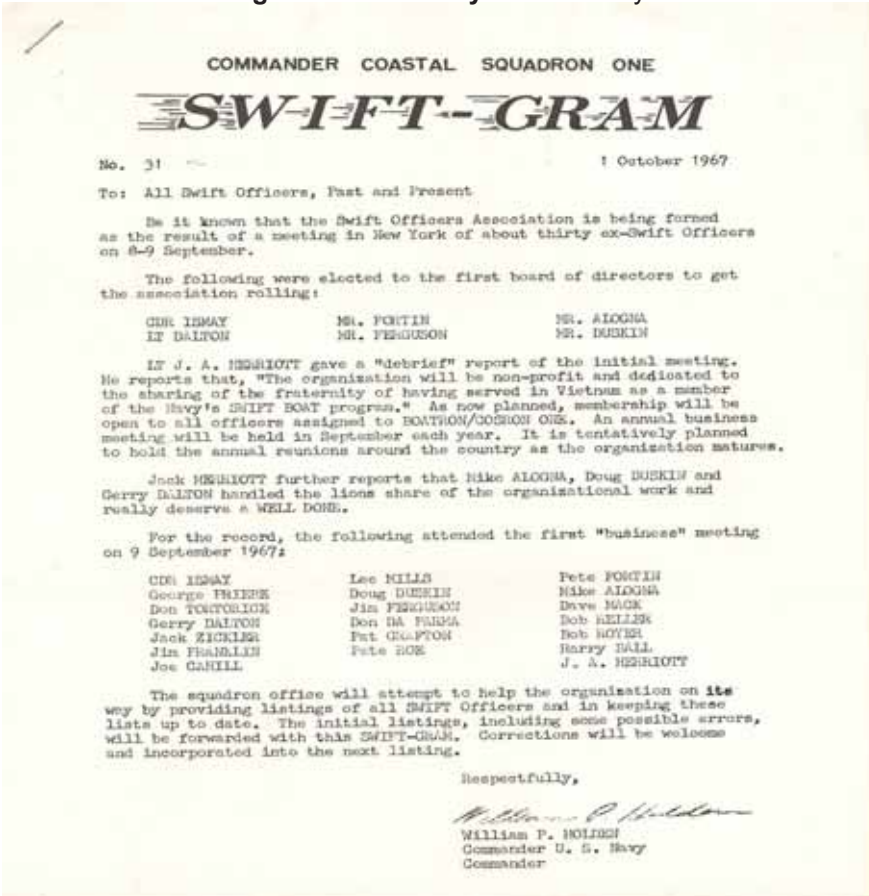 COMMANDER COASTAL SQUADRON ONE
SWIFT-GRAM
No. 31
1 October 1967
To: All Swift Officers, Past and Present
Be it known that the Swift Officers Association is being formed
as the result of a meeting in New York of about thirty ex-Swift Officers
on 8-9 September.
The following were elected to the first board of directors to get
the association rolling:
CDR ISMAY MR. FORTIN MR. ALOGNA
LT DALTON MR. FERGUSON MR. DUSKIN
LT J. A. MERRIOTT gave a "debrief" report of the initial meeting.
He reports that, "The organization will be non-profit and dedicated to
the sharing of the fraternity of having served in Vietnam as a member
of the Navy's SWIFT BOAT program." As now planned, membership will be
open to all officers assigned to BOATRON/COSRON ONE. An annual business
meeting will be held in September each year. It is tentatively planned
to hold the annual reunions around the country as the organization matures.
Jack MERRIOTT further reports that Mike ALOGNA, Doug DUSKIN and
Gerry DALTON handled the lions share of the organizational work and
really deserve a WELL DONE.
For the record, the following attended the first "business" meeting
on 9 September 1967:
CDR ISMAY Lee MILLS Pete FORTIN
George Doug DUSKIN Mike ALOGNA
Don TORTORICH Jim FERGUSON Dave MACK
Gerry DALTON Don DA PARMA Bob KELLER
Jack ZICKLER Pat GRAFTON Bob ROYER
Jim FRANKLIN Pete Harry BALL
Joe CAHILL J. A. MERRIOTT
The squadron office will attempt to help the organization on its
way by providing listings of all SWIFT Officers and in keeping these
lists up to date. The initial listings, including some possible errors,
will be forwarded with this SWIFT-GRAM. Corrections will be welcome
and incorporated into the next listing.
Respectfully,
William P. Holden
William P. HOLDEN
Commander U. S. Navy
Commander